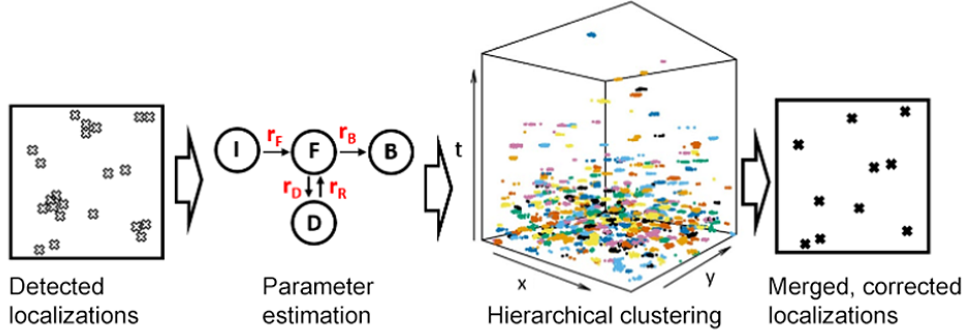 I
r_F
F
r_B
B
r_D
r_R
D
t
x
y
Detected
localizations
Parameter
estimation
Hierarchical clustering
Merged, corrected
localizations